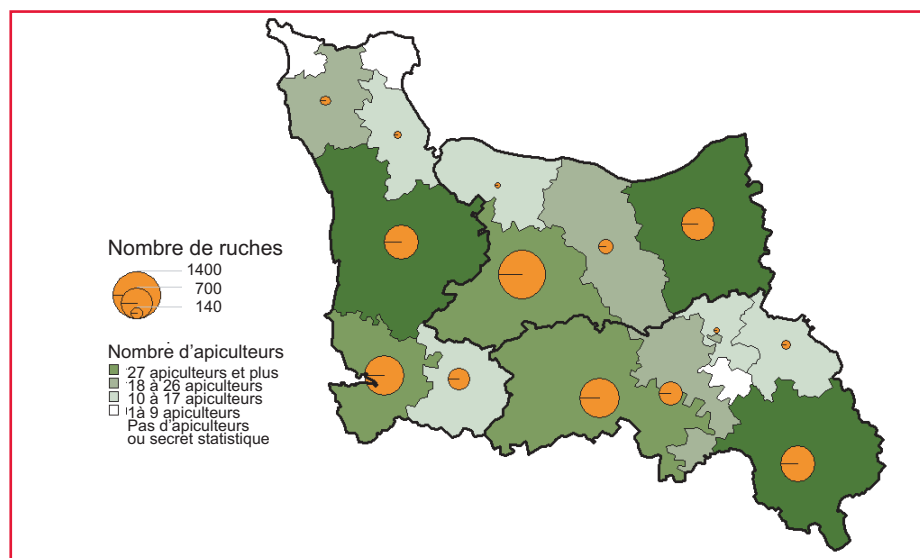 Nombre de ruches
1400
700
140
Nombre d'apiculteurs
27 apiculteurs et plus
18 à 26 apiculteurs
10 à 17 apiculteurs
1à 9 apiculteurs
Pas d'apiculteurs
ou secret statistique